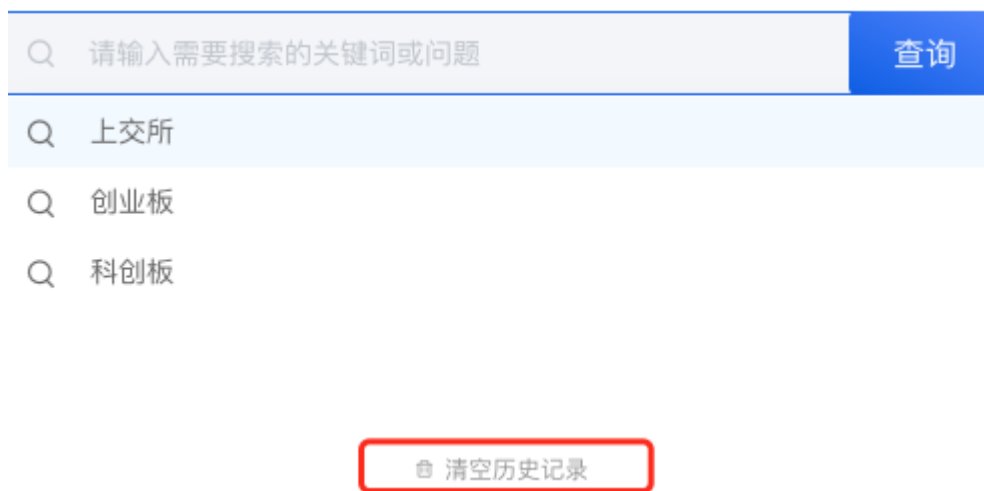 请输入需要搜索的关键词或问题
查询
上交所
创业板
科创板
清空历史记录